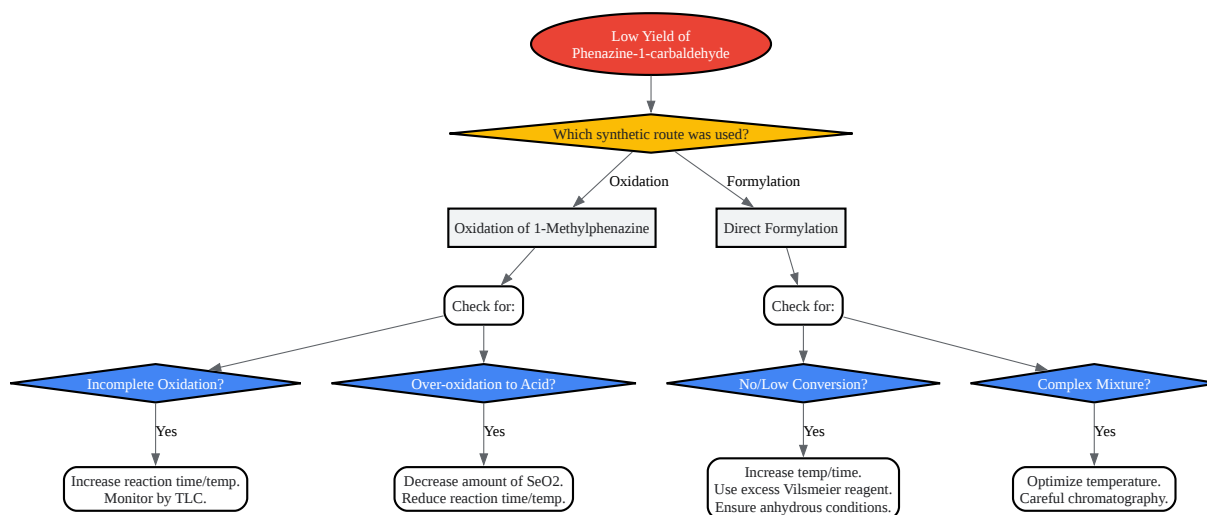 Low Yield of
Phenazine-1-carbaldehyde
Which synthetic route was used?
Oxidation
Formylation
Oxidation of 1-Methylphenazine
Direct Formylation
Check for:
Check for:
Incomplete Oxidation?
Over-oxidation to Acid?
No/Low Conversion?
Complex Mixture?
Yes
Yes
Yes
Yes
Increase reaction time/temp.
Monitor by TLC.
Decrease amount of SeO2.
Reduce reaction time/temp.
Increase temp/time.
Use excess Vilsmeier reagent.
Ensure anhydrous conditions.
Optimize temperature.
Careful chromatography.